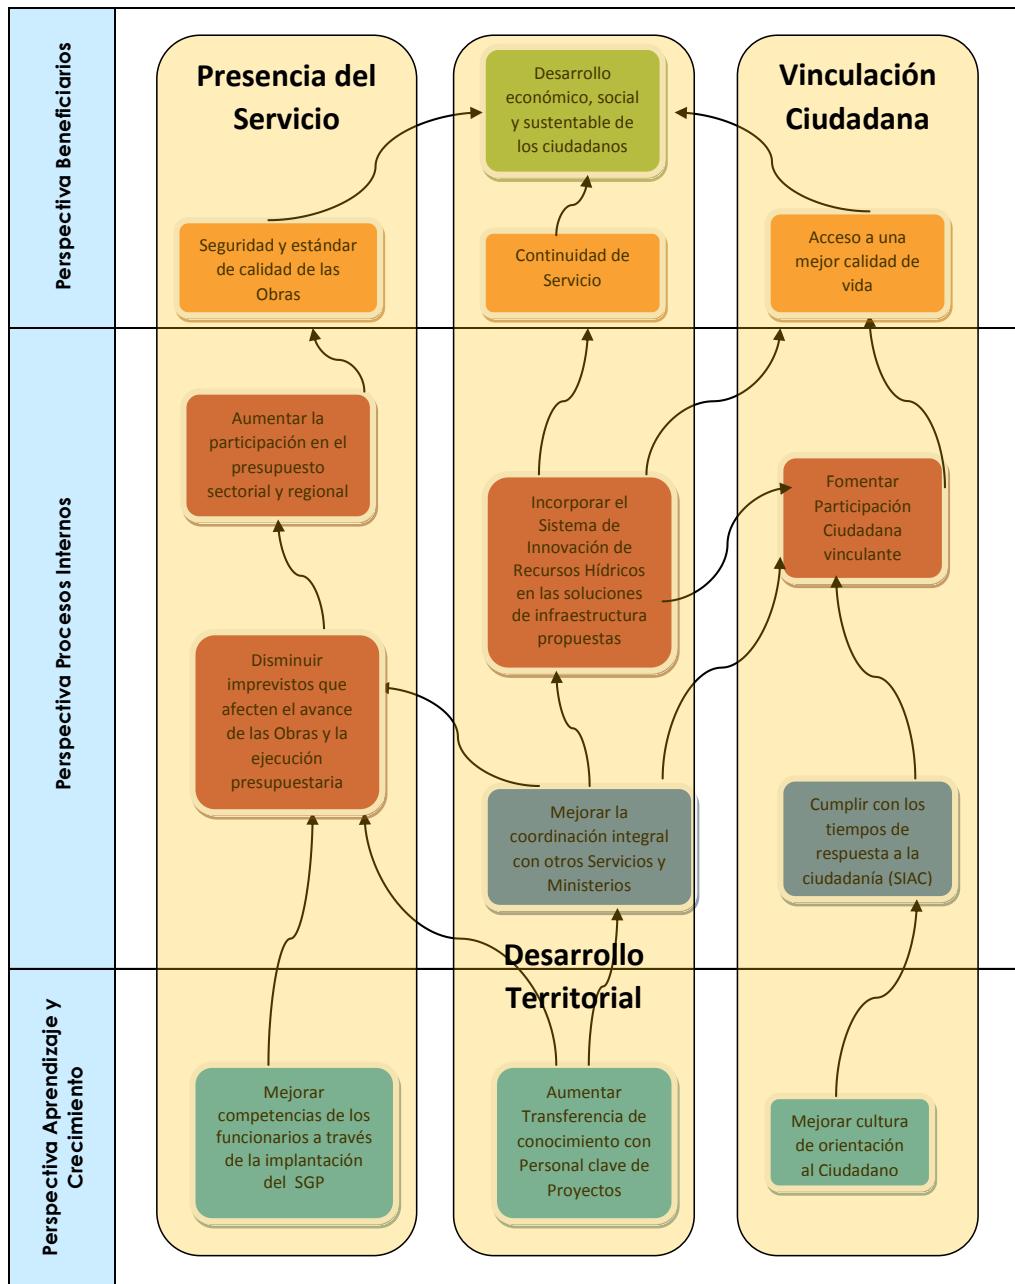 Perspectiva Beneficiarios
Presencia del
Servicio
Desarrollo
económico, social
y sustentable de
los ciudadanos
Vinculación
Ciudadana
Seguridad y estándar
de calidad de las
Obras
Continuidad de
Servicio
Acceso a una
mejor calidad de
vida
Perspectiva Procesos Internos
Aumentar la
participación en el
presupuesto
sectorial y regional
Incorporar el
Sistema de
Innovación de
Recursos Hídricos
en las soluciones
de infraestructura
propuestas
Fomentar
Participación
Ciudadana
vinculante
Disminuir
imprevistos que
afecten el avance
de las Obras y la
ejecución
presupuestaria
Mejorar la
coordinación integral
con otros Servicios y
Ministerios
Cumplir con los
tiempos de
respuesta a la
ciudadanía (SIAC)
Desarrollo
Territorial
Perspectiva Aprendizaje y
Crecimiento
Mejorar
competencias de los
funcionarios a través
de la implantación
del SGP
Aumentar
Transferencia de
conocimiento con
Personal clave de
Proyectos
Mejorar cultura
de orientación
al Ciudadano